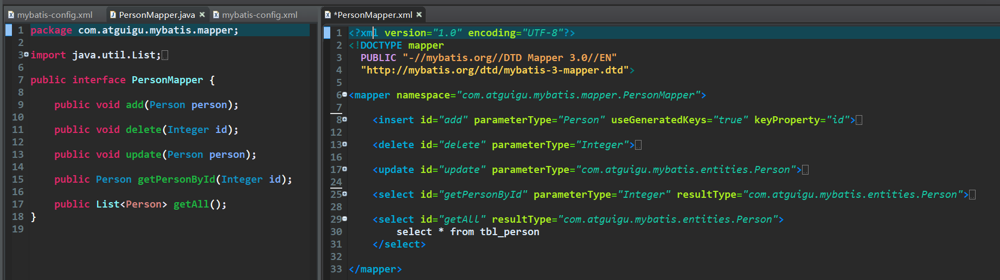 mybatis-config.xml PersonMapper.java mybatis-config.xml
1 package com.atguigu.mybatis.mapper;
2
3 import java.util.List;
6
7 public interface PersonMapper {
8
9 public void add(Person person);
10
11 public void delete(Integer id);
12
13 public void update(Person person);
14
15 public Person getPersonById(Integer id);
16
17 public List<Person> getAll();
18 }
19
*PersonMapper.xml
1 <?xml version="1.0" encoding="UTF-8"?>
2 <!DOCTYPE mapper
3 PUBLIC "-//mybatis.org//DTD Mapper 3.0//EN"
4 "http://mybatis.org/dtd/mybatis-3-mapper.dtd">
5
6 <mapper namespace="com.atguigu.mybatis.mapper.PersonMapper">
7
8 <insert id="add" parameterType="Person" useGeneratedKeys="true" keyProperty="id">
12
13 <delete id="delete" parameterType="Integer">
16
17 <update id="update" parameterType="com.atguigu.mybatis.entities.Person">
24
25 <select id="getPersonById" parameterType="Integer" resultType="com.atguigu.mybatis.entities.Person">
28
29 <select id="getAll" resultType="com.atguigu.mybatis.entities.Person">
30 select * from tbl_person
31 </select>
32
33 </mapper>